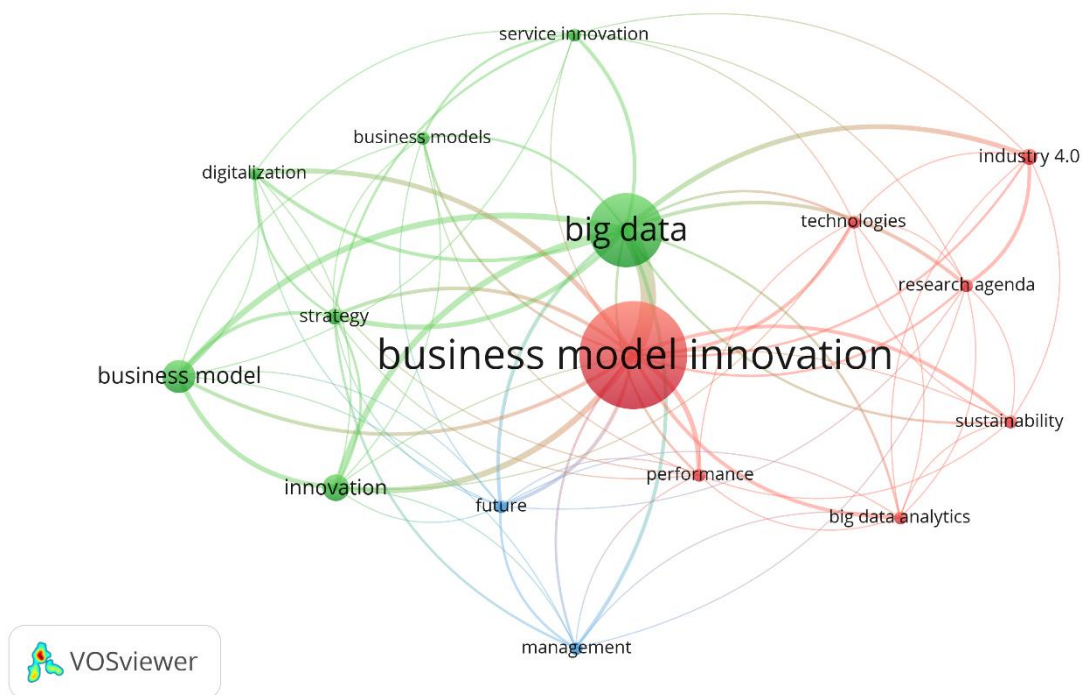 service innovation
business models
industry 4.0
digitalization
big data
technologies
research agenda
strategy
business model innovation
business model
sustainability
performance
innovation
future
big data analytics
management
VOSviewer